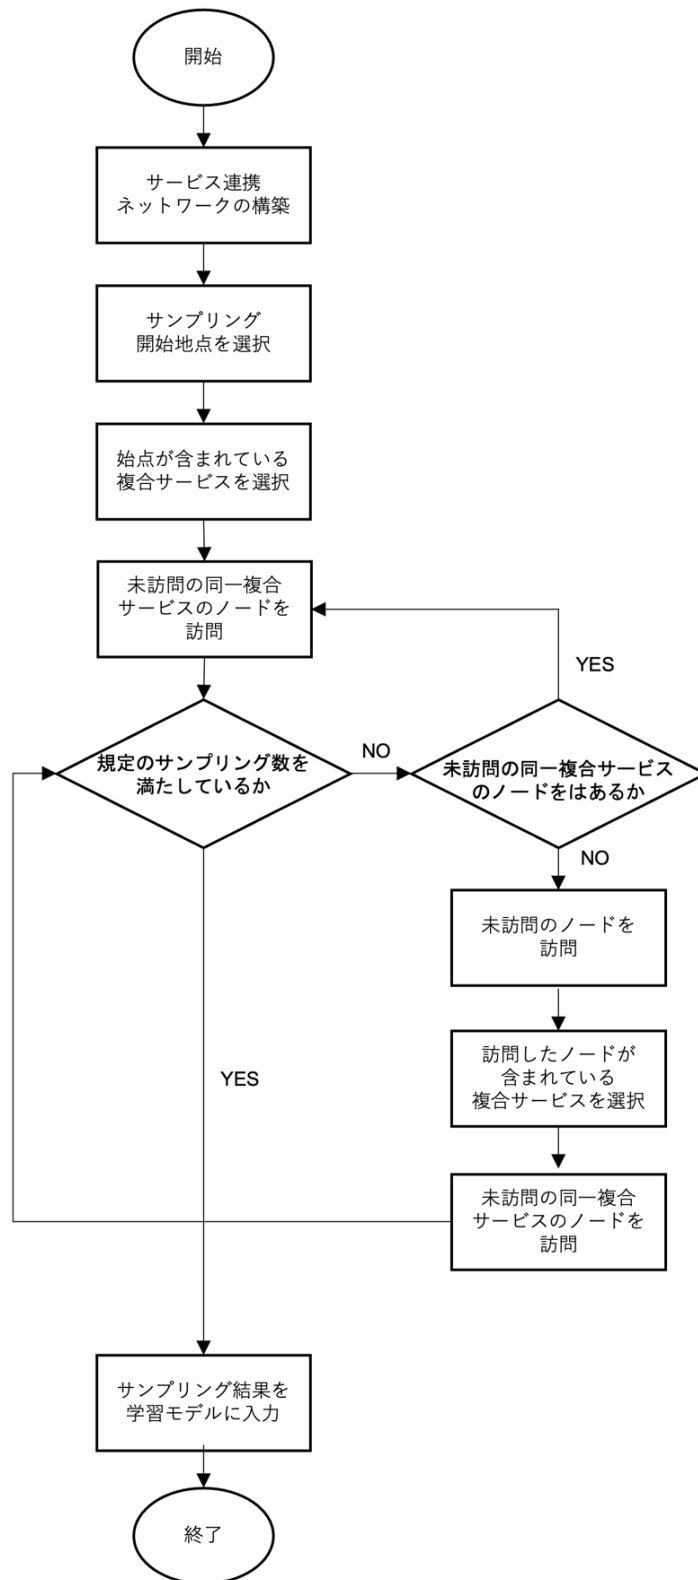 開始
サービス連携
ネットワークの構築
サンプリング
開始地点を選択
始点が含まれている
複合サービスを選択
未訪問の同一複合
サービスのノードを
訪問
YES
規定のサンプリング数を
満たしているか
NO
未訪問の同一複合サービス
のノードをはあるか
NO
未訪問のノードを
訪問
訪問したノードが
含まれている
複合サービスを選択
YES
未訪問の同一複合
サービスのノードを
訪問
サンプリング結果を
学習モデルに入力
終了